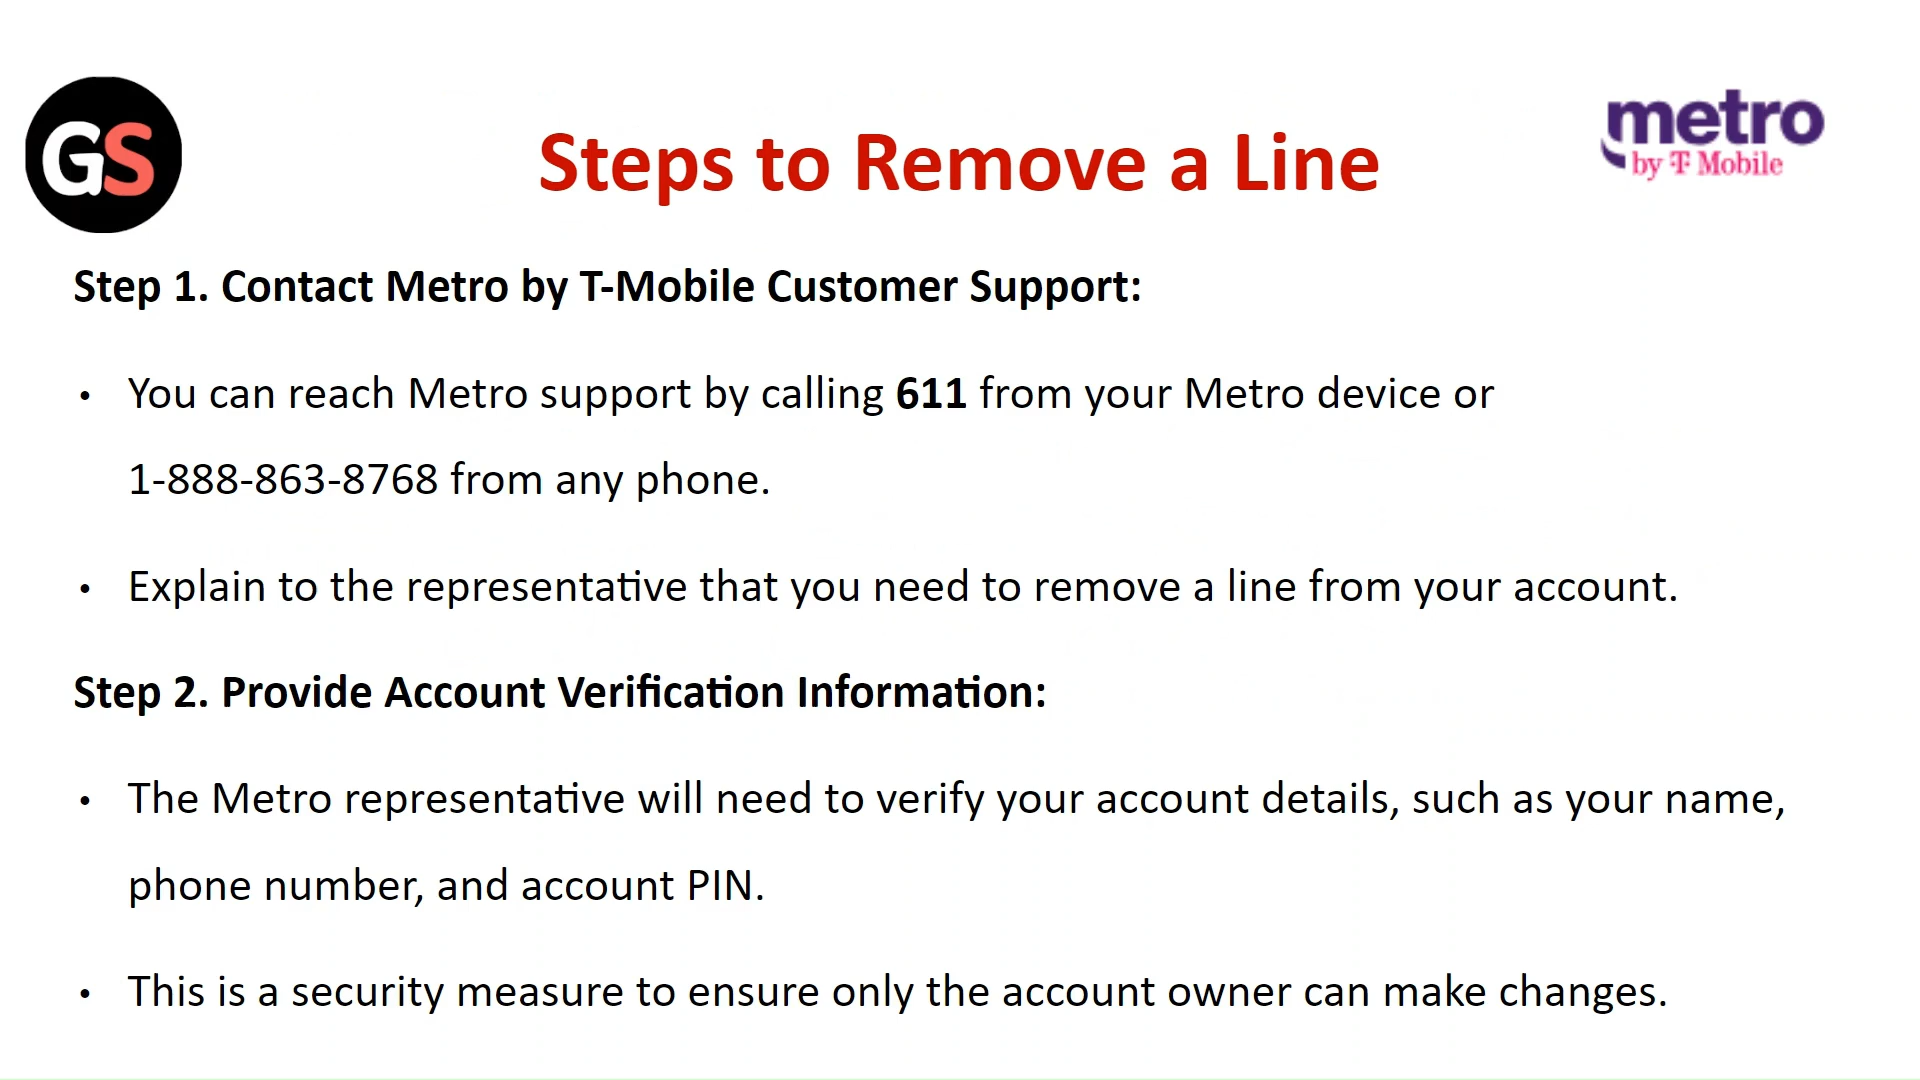 GS
Steps to Remove a Line
metro
by T Mobile
Step 1. Contact Metro by T-Mobile Customer Support:
• You can reach Metro support by calling 611 from your Metro device or
1-888-863-8768 from any phone.
• Explain to the representative that you need to remove a line from your account.
Step 2. Provide Account Verification Information:
• The Metro representative will need to verify your account details, such as your name,
phone number, and account PIN.
• This is a security measure to ensure only the account owner can make changes.